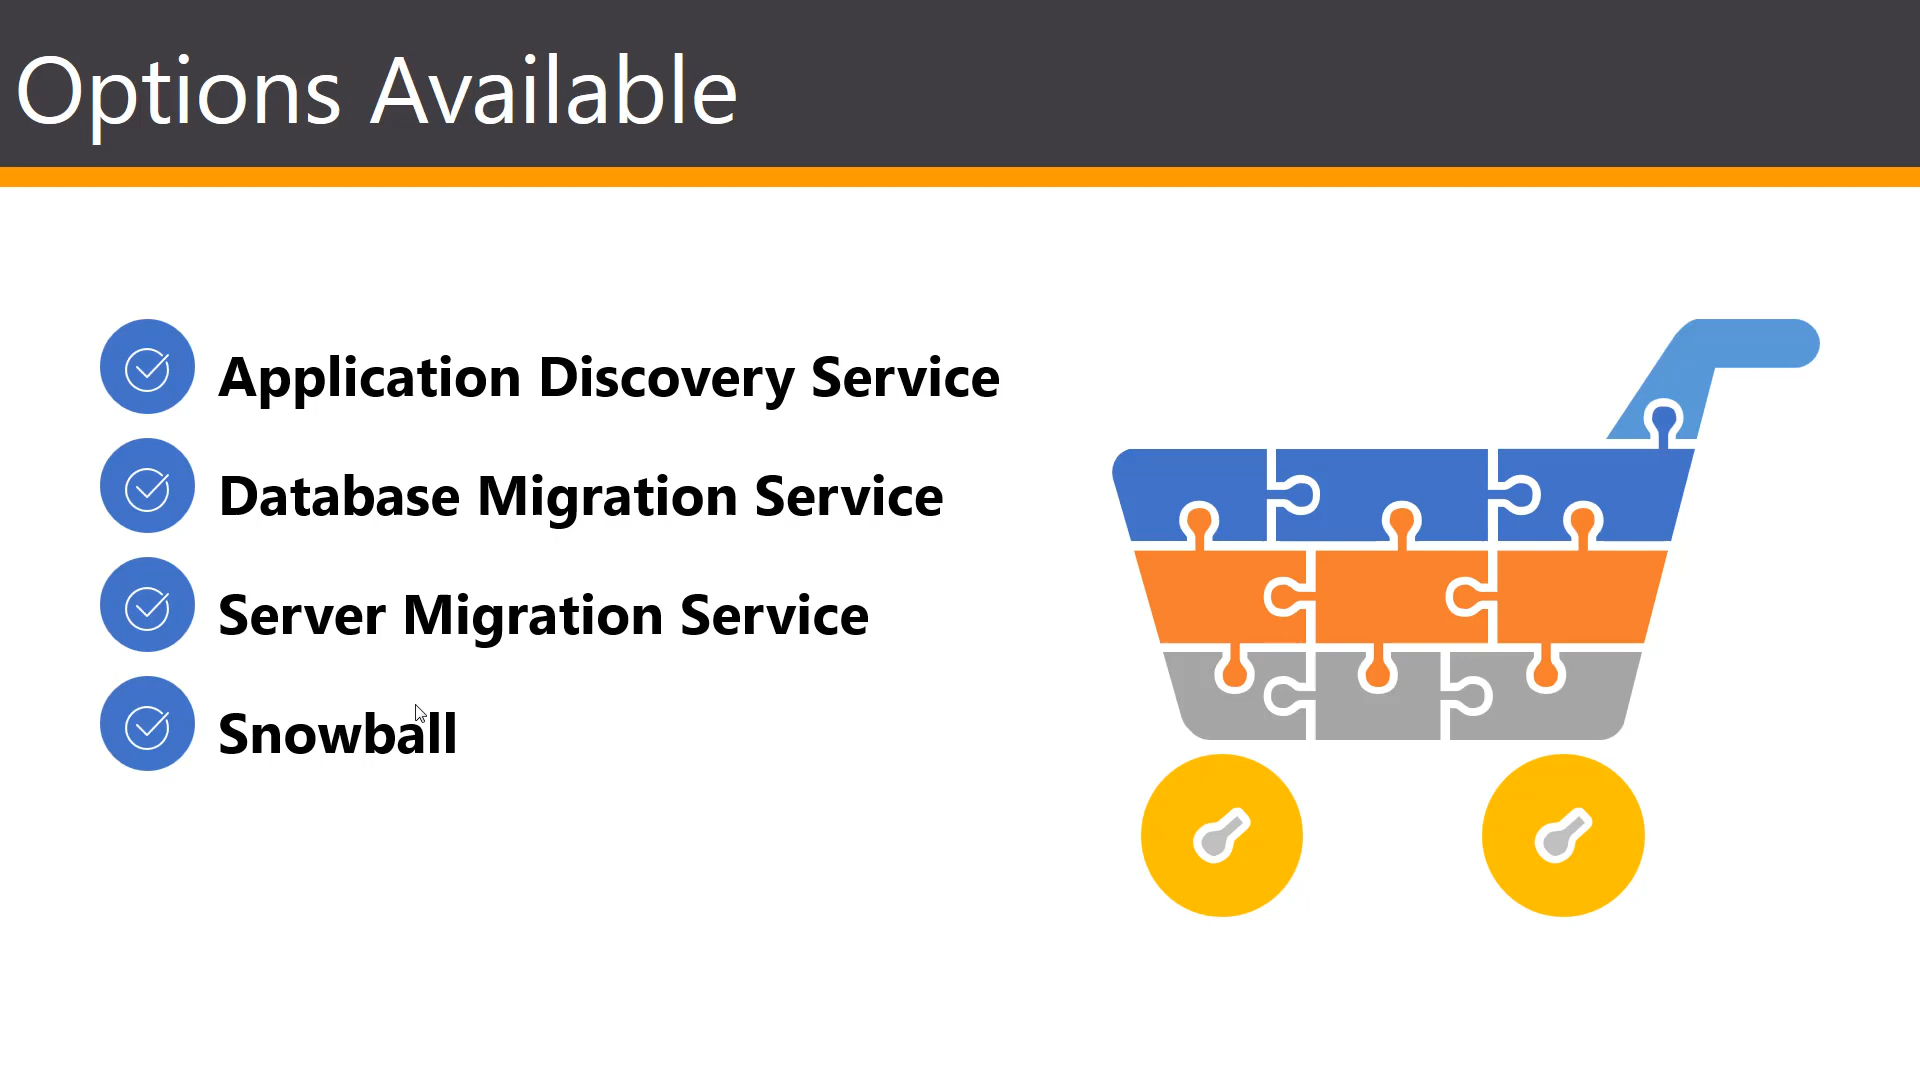 Options Available
Application Discovery Service
Database Migration Service
Server Migration Service
Snowball